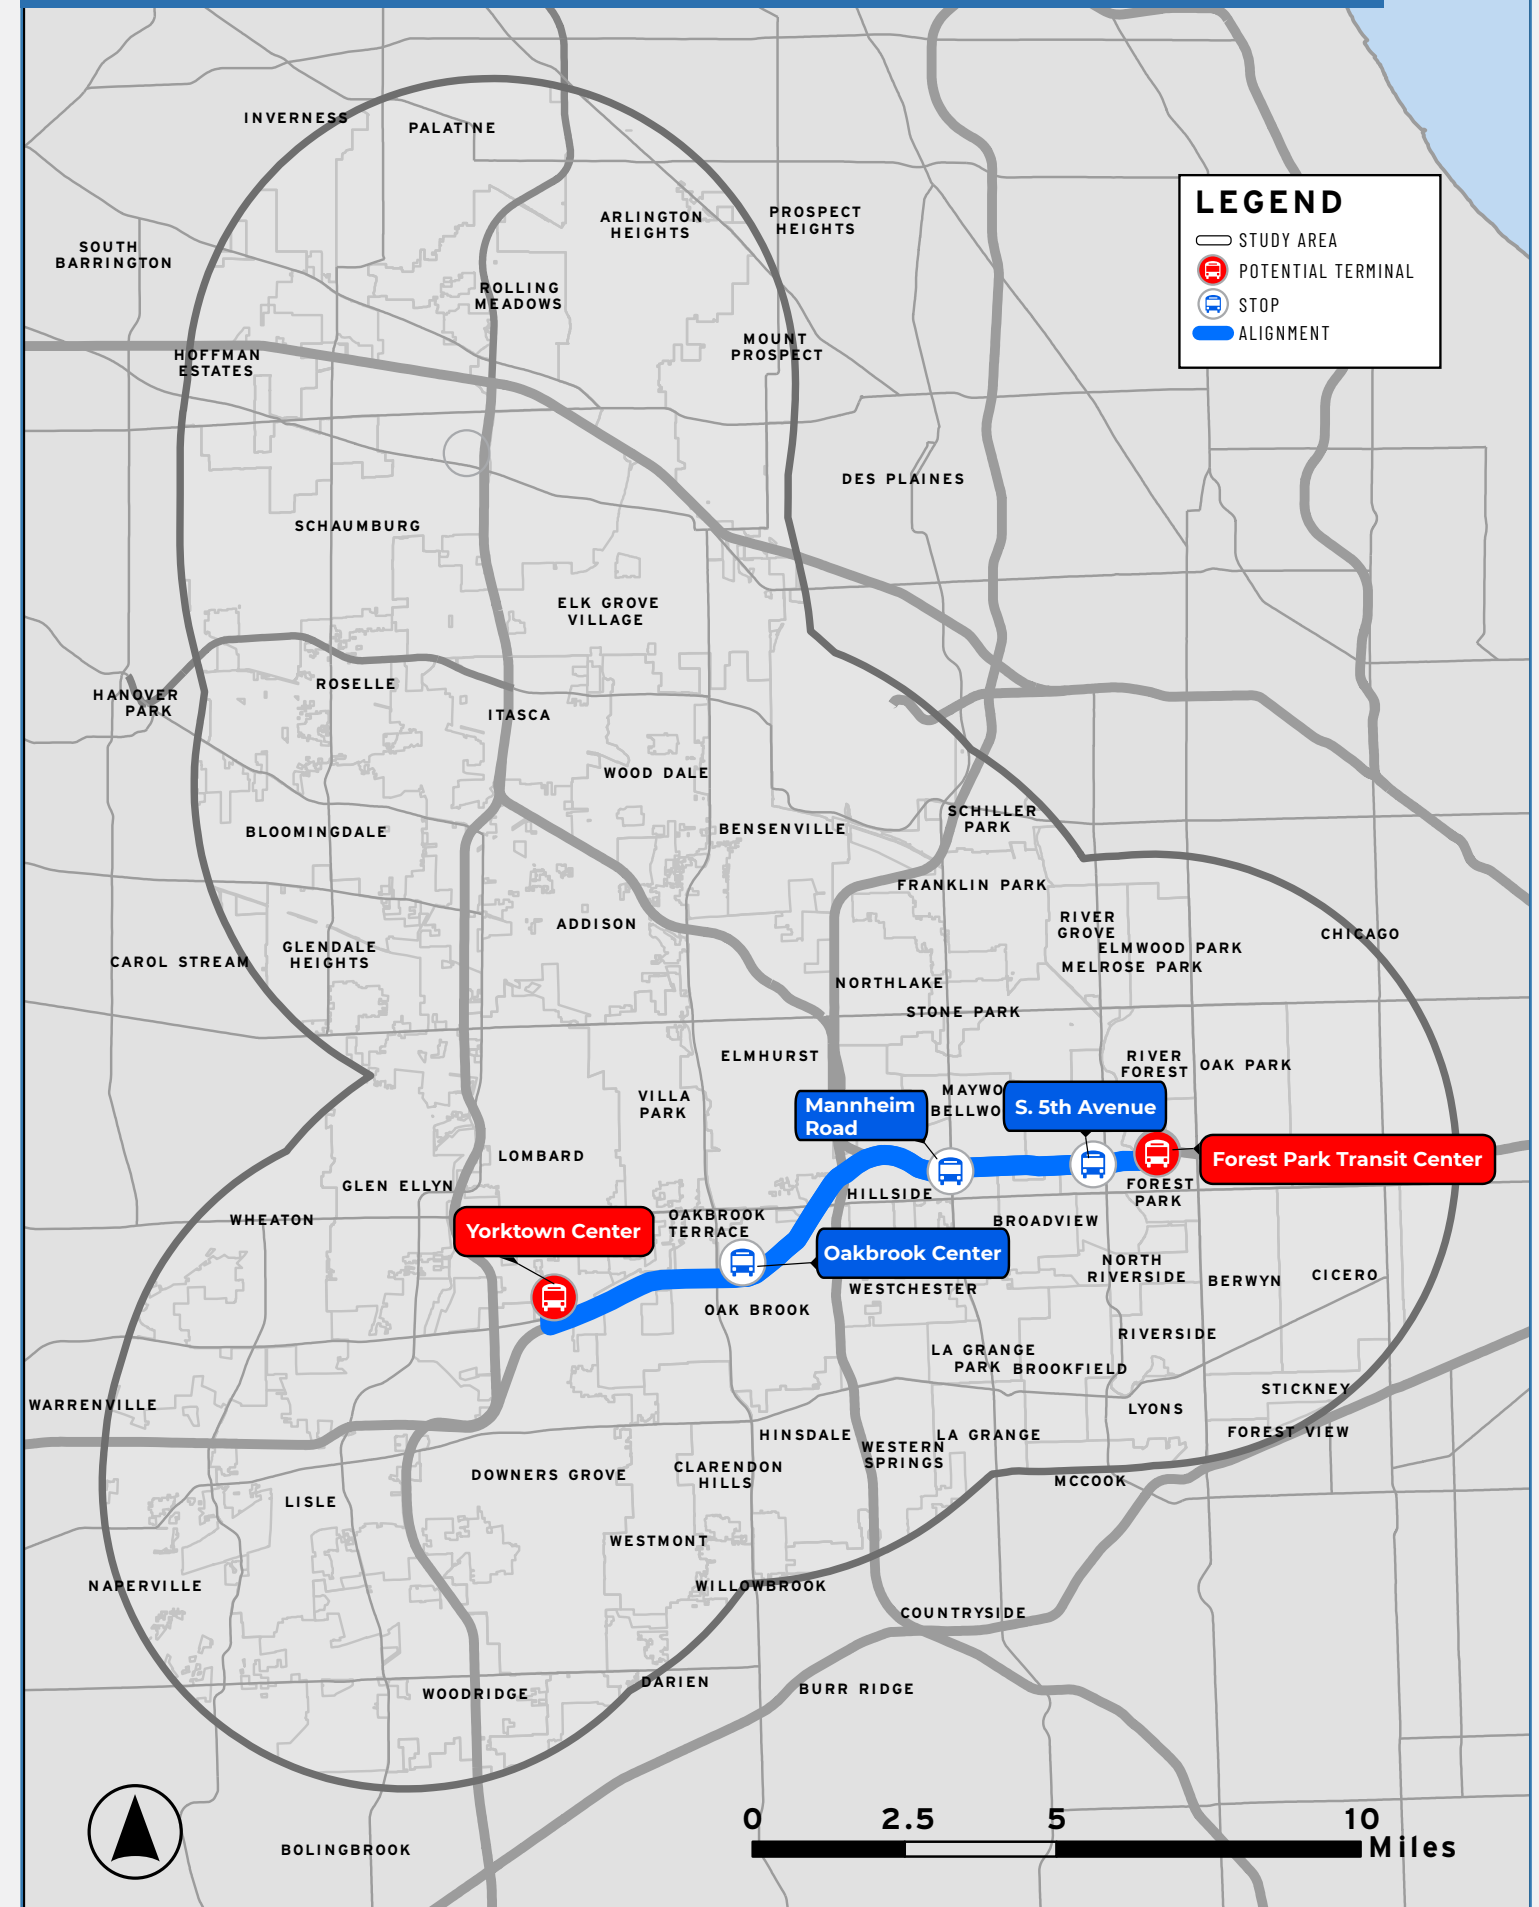 INVERNESS
PALATINE
ARLINGTON
HEIGHTS
PROSPECT
HEIGHTS
SOUTH
BARRINGTON
ROLLING
MEADOWS
MOUNT
PROSPECT
HOFFMAN
ESTATES
LEGEND
STUDY AREA
POTENTIAL TERMINAL
STOP
ALIGNMENT
DES PLAINES
SCHAUMBURG
ELK GROVE
VILLAGE
HANOVER
PARK
ROSELLE
ITASCA
WOOD DALE
BLOOMINGDALE
BENSENVILLE
SCHILLER
PARK
FRANKLIN PARK
ADDISON
RIVER
GROVE
ELMWOOD PARK
MELROSE PARK
CHICAGO
CAROL STREAM
GLENDALE
HEIGHTS
NORTHLAKE
STONE PARK
ELMHURST
RIVER
FOREST
OAK PARK
VILLA
PARK
MAYWO
BELLWO
Mannheim
Road
S. 5th Avenue
Forest Park Transit Center
LOMBARD
GLEN ELLYN
HILLSIDE
FOREST
PARK
WHEATON
Yorktown Center
OAKBROOK
TERRACE
BROADVIEW
Oakbrook Center
WESTCHESTER
NORTH
RIVERSIDE
BERWYN
CICERO
OAK BROOK
RIVERSIDE
LA GRANGE
PARK
BROOKFIELD
STICKNEY
WARRENVILLE
LYONS
FOREST VIEW
HINSDALE
WESTERN
SPRINGS
LA GRANGE
DOWNERS GROVE
CLARENDON
HILLS
MCCOOK
LISLE
WESTMONT
NAPERVILLE
WILLOWBROOK
COUNTRYSIDE
WOODRIDGE
DARIEN
BURR RIDGE
BOLINGBROOK
0 2.5 5 10
Miles